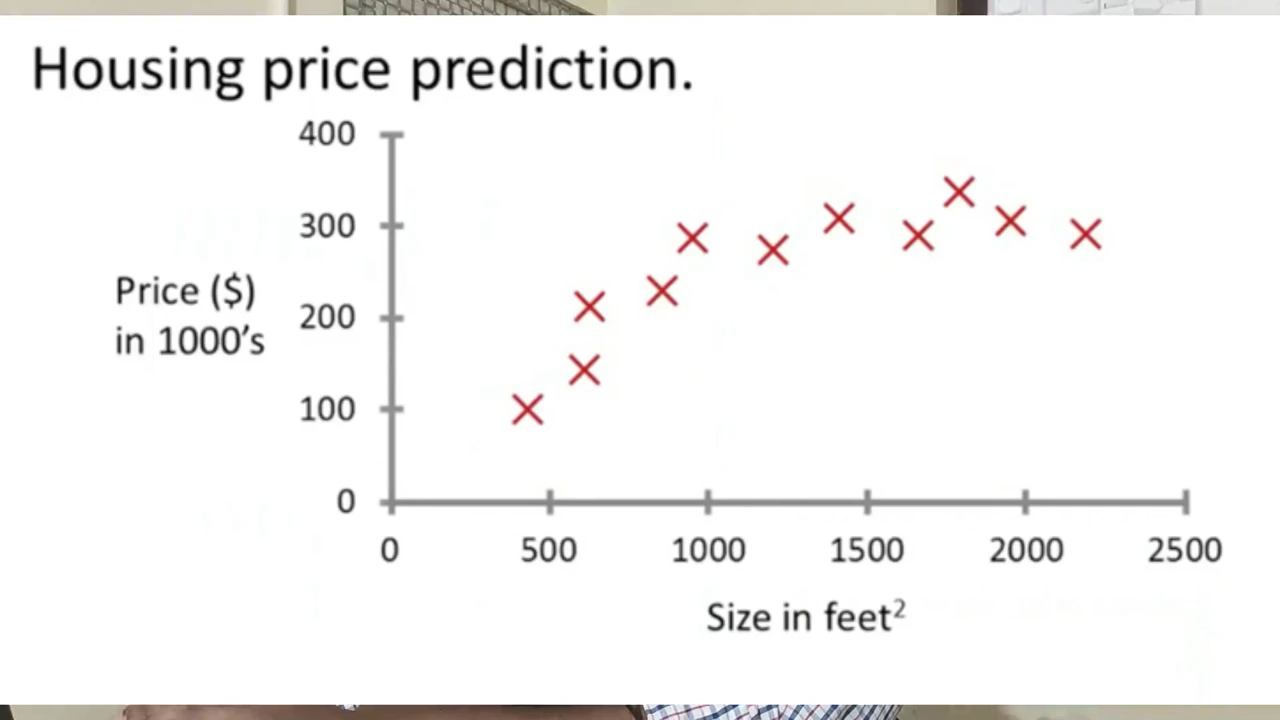 Housing price prediction.
400
300
Price ($)
in 1000’s
200
100
0
0 500 1000 1500 2000 2500
Size in feet²